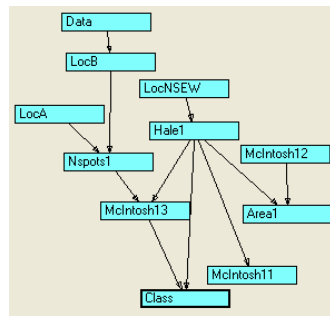 Data
LocB
LocNSEW
LocA
Hale1
McIntosh12
Nspots1
McIntosh13
Area1
McIntosh11
Class